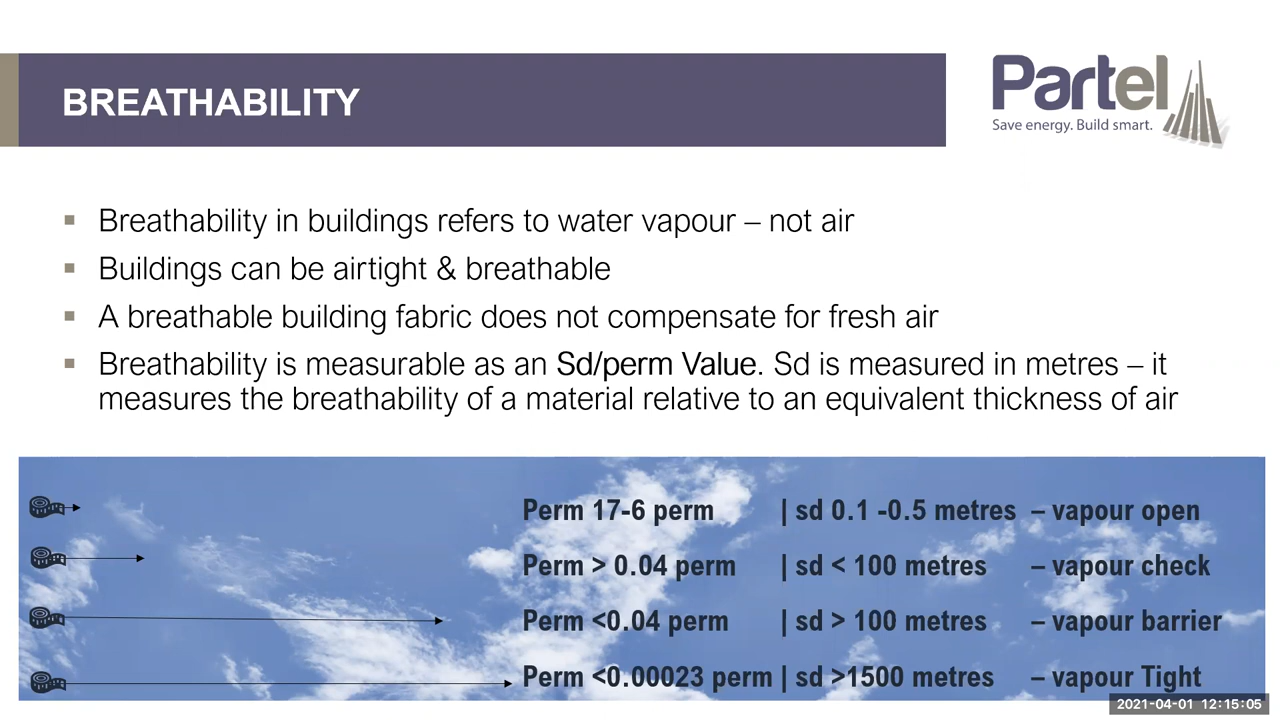 BREATHABILITY
Partel
Save energy. Build smart.
Breathability in buildings refers to water vapour – not air
Buildings can be airtight & breathable
A breathable building fabric does not compensate for fresh air
Breathability is measurable as an Sd/perm Value. Sd is measured in metres – it
measures the breathability of a material relative to an equivalent thickness of air
Perm 17-6 perm | sd 0.1 -0.5 metres – vapour open
Perm > 0.04 perm | sd < 100 metres – vapour check
Perm <0.04 perm | sd > 100 metres – vapour barrier
Perm <0.00023 perm | sd >1500 metres – vapour Tight
2021-04-01 12:15:05